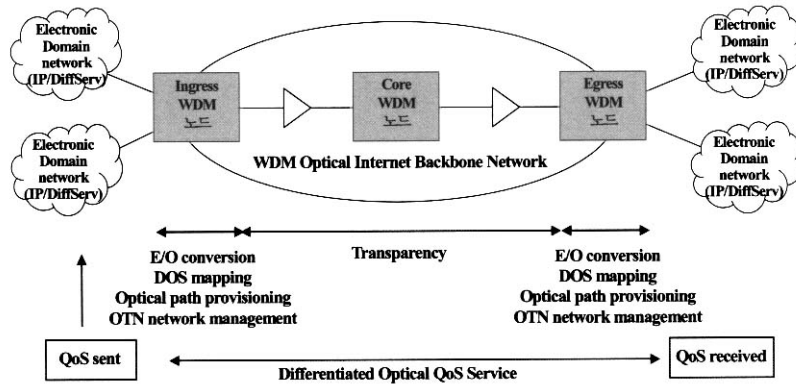 Electronic
Domain
network
(IP/DiffServ)
Electronic
Domain
network
(IP/DiffServ)
Ingress
WDM
노드
Core
WDM
노드
Egress
WDM
노드
Electronic
Domain
network
(IP/DiffServ)
Electronic
Domain
network
(IP/DiffServ)
WDM Optical Internet Backbone Network
E/O conversion
DOS mapping
Optical path provisioning
OTN network management
Transparency
E/O conversion
DOS mapping
Optical path provisioning
OTN network management
QoS sent
Differentiated Optical QoS Service
QoS received